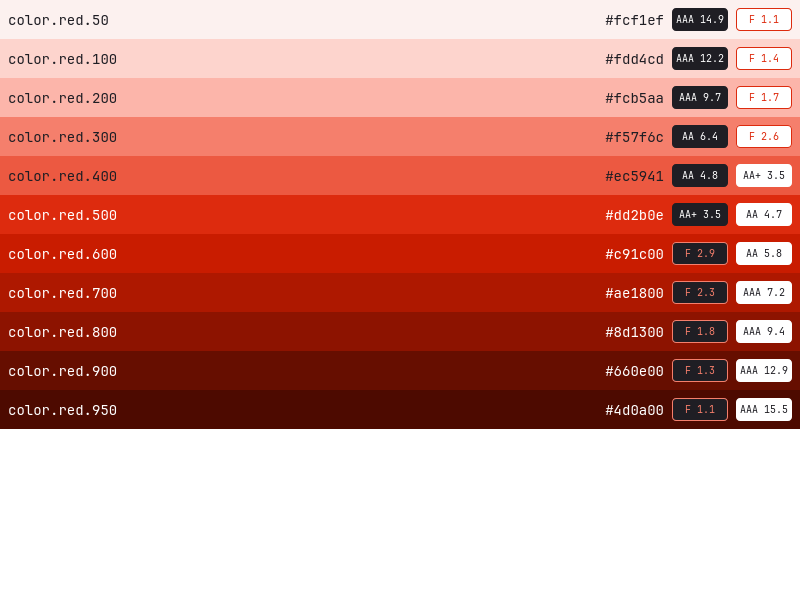 color.red.50 #fcf1ef AAA 14.9 F 1.1
color.red.100 #fdd4cd AAA 12.2 F 1.4
color.red.200 #fcb5aa AAA 9.7 F 1.7
color.red.300 #f57f6c AA 6.4 F 2.6
color.red.400 #ec5941 AA 4.8 AA+ 3.5
color.red.500 #dd2b0e AA+ 3.5 AA 4.7
color.red.600 #c91c00 F 2.9 AA 5.8
color.red.700 #ae1800 F 2.3 AAA 7.2
color.red.800 #8d1300 F 1.8 AAA 9.4
color.red.900 #660e00 F 1.3 AAA 12.9
color.red.950 #4d0a00 F 1.1 AAA 15.5